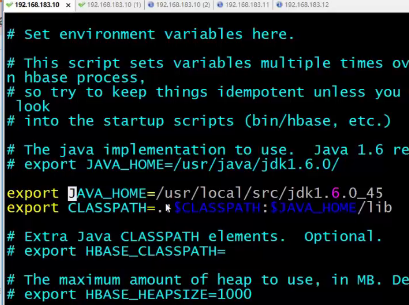 192.168.183.10 × 192.168.183.10 (1) 192.168.183.10 (2) 192.168.183.11 192.168.183.12
# Set environment variables here.
# This script sets variables multiple times ov
n hbase process,
# so try to keep things idempotent unless you
look
# into the startup scripts (bin/hbase, etc.)
# The java implementation to use.  Java 1.6 re
# export JAVA_HOME=/usr/java/jdk1.6.0/
export JAVA_HOME=/usr/local/src/jdk1.6.0_45
export CLASSPATH=.:$CLASSPATH:$JAVA_HOME/lib
# Extra Java CLASSPATH elements.  Optional.
# export HBASE_CLASSPATH=
# The maximum amount of heap to use, in MB. De
# export HBASE_HEAPSIZE=1000